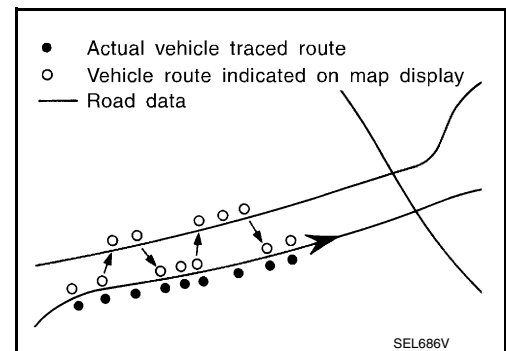 Actual vehicle traced route
Vehicle route indicated on map display
Road data
SEL686V